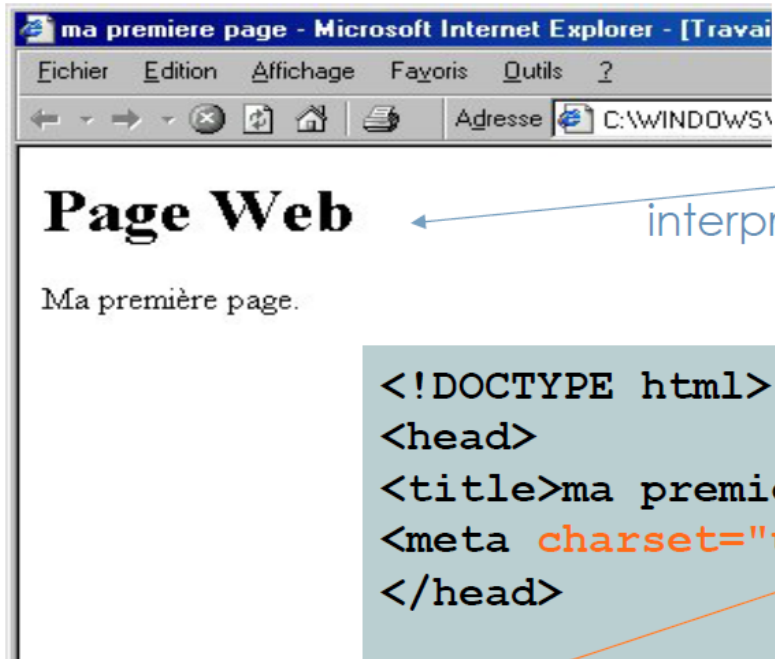 ma premiere page - Microsoft Internet Explorer - [Travai
Fichier Edition Affichage Favoris Outils ?
Adresse C:\WINDOWS\
Page Web
interpr
Ma première page.
<!DOCTYPE html>
<head>
<title>ma premi
<meta charset="
</head>